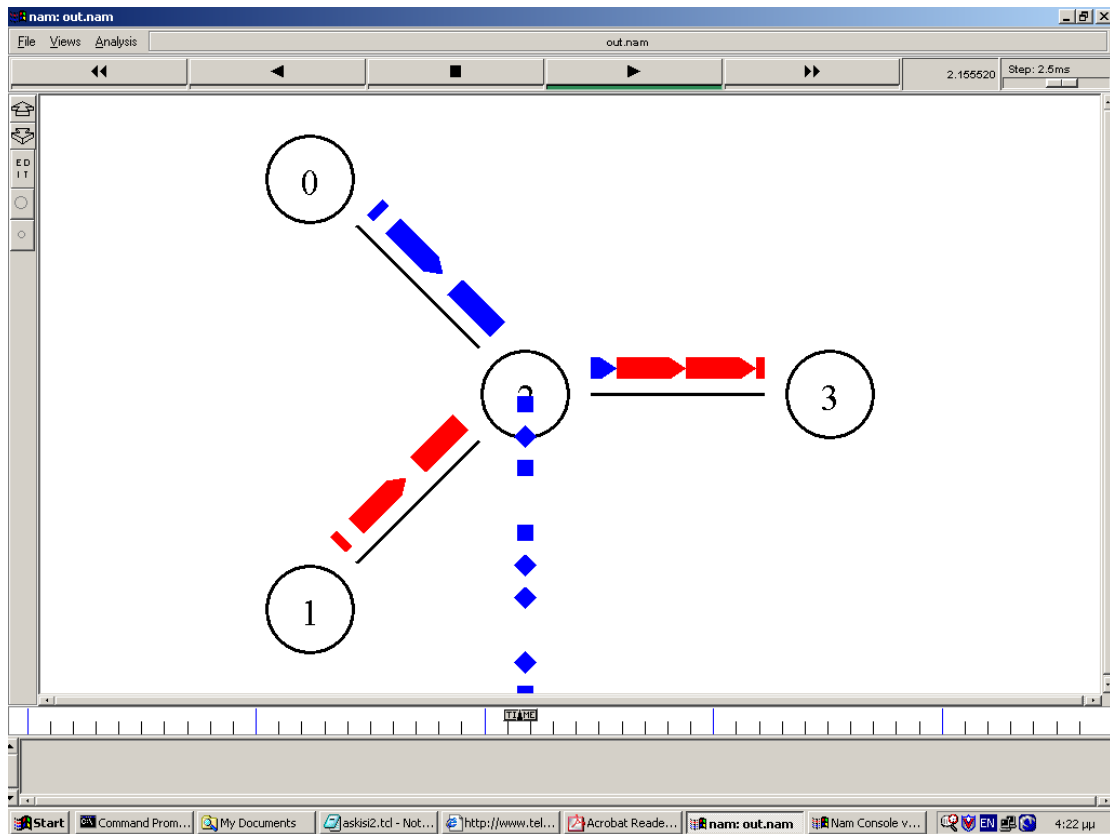 nam: out.nam
File Views Analysis out.nam
2.155520 Step: 2.5ms
E D
I T
0
2
3
1
TIME
Start Command Prom... My Documents askisi2.tcl - Not... http://www.tel... Acrobat Reade... nam: out.nam Nam Console v... EN 4:22 μμ